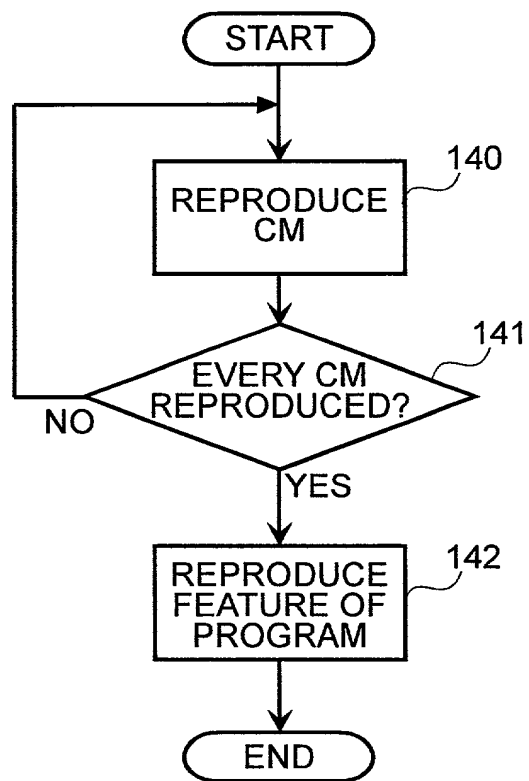 START
140
REPRODUCE
CM
141
EVERY CM
REPRODUCED?
NO
YES
142
REPRODUCE
FEATURE OF
PROGRAM
END